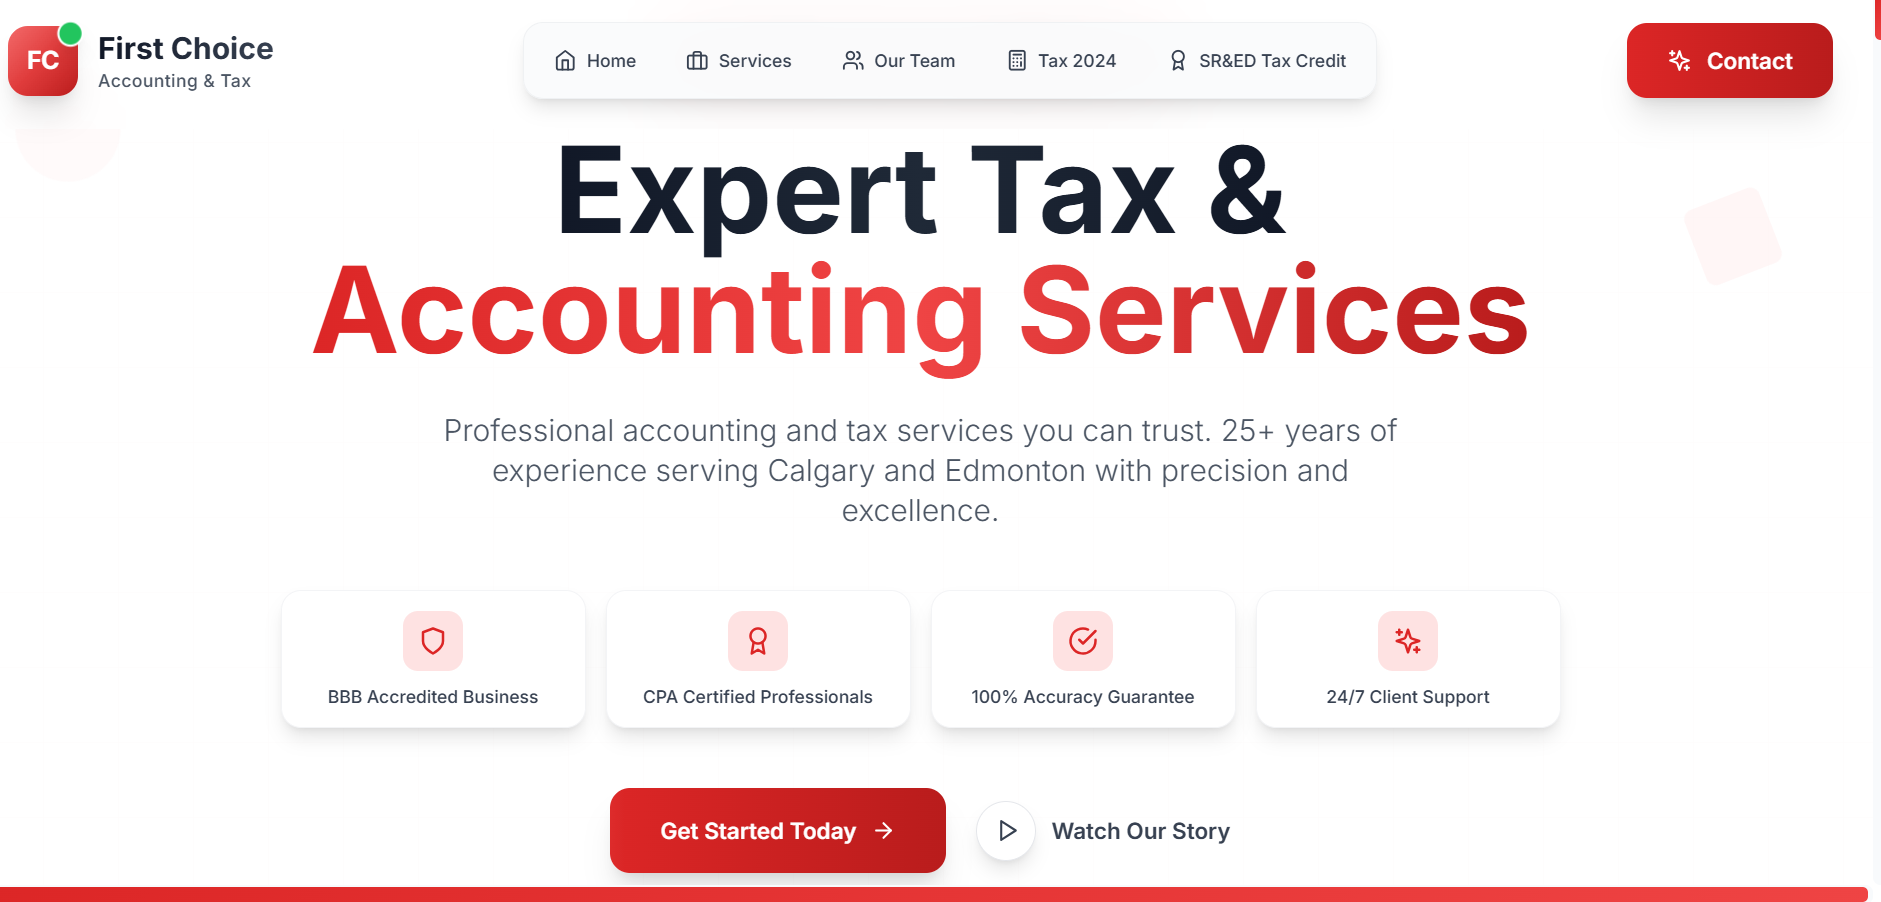 FC
First Choice
Accounting & Tax
Home
Services
Our Team
Tax 2024
SR&ED Tax Credit
Contact
Expert Tax &
Accounting Services
Professional accounting and tax services you can trust. 25+ years of
experience serving Calgary and Edmonton with precision and
excellence.
BBB Accredited Business
CPA Certified Professionals
100% Accuracy Guarantee
24/7 Client Support
Get Started Today
Watch Our Story